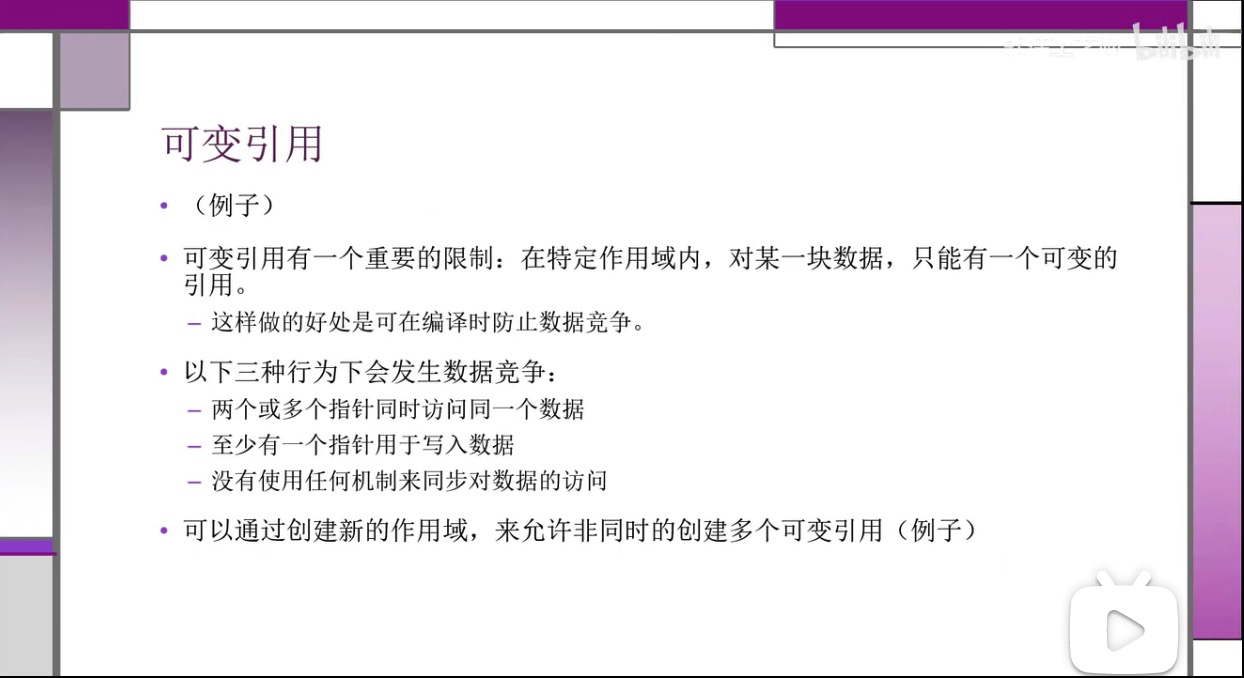 bilibili
可变引用
• （例子）
• 可变引用有一个重要的限制：在特定作用域内，对某一块数据，只能有一个可变的
引用。
– 这样做的好处是可在编译时防止数据竞争。
• 以下三种行为下会发生数据竞争：
– 两个或多个指针同时访问同一个数据
– 至少有一个指针用于写入数据
– 没有使用任何机制来同步对数据的访问
• 可以通过创建新的作用域，来允许非同时的创建多个可变引用（例子）